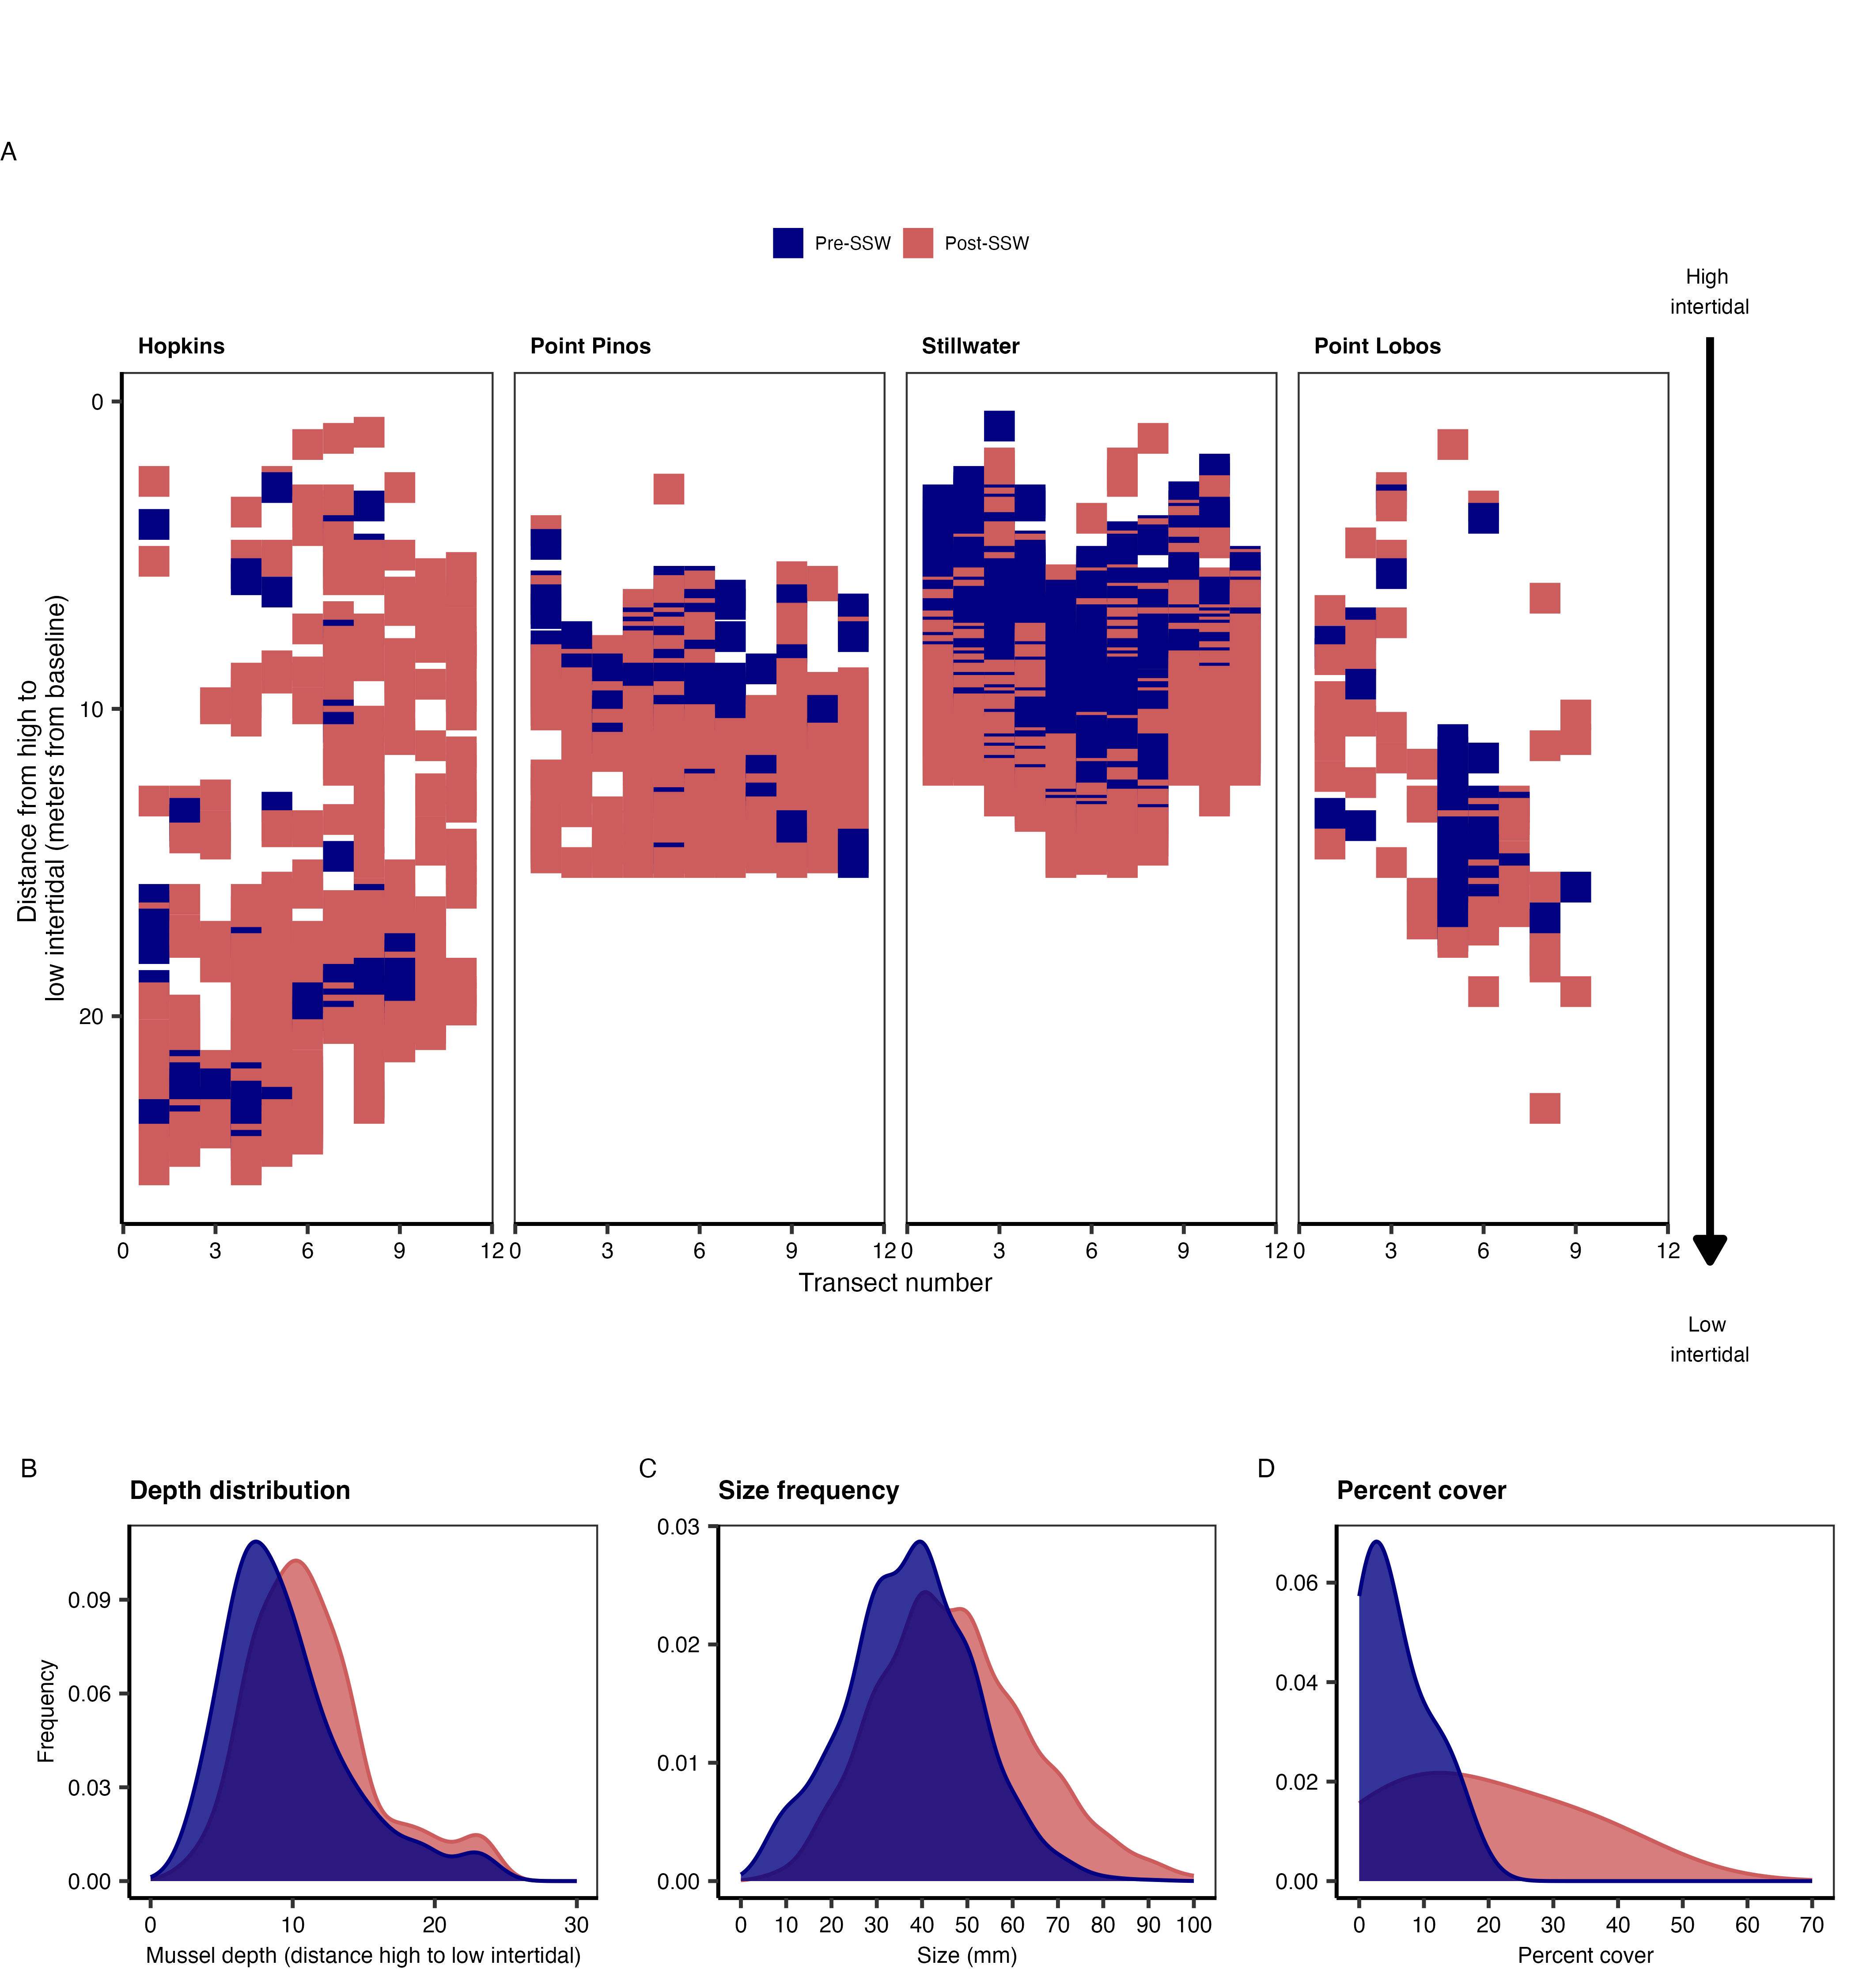 A
Pre-SSW Post-SSW
High
intertidal
Hopkins Point Pinos Stillwater Point Lobos
0
10
20
Distance from high to
low intertidal (meters from baseline)
0 3 6 9 12 0 3 6 9 12 0 3 6 9 12 0 3 6 9 12
Transect number
Low
intertidal
B
Depth distribution
Frequency
0.09
0.06
0.03
0.00
0 10 20 30
Mussel depth (distance high to low intertidal)
C
Size frequency
0.03
0.02
0.01
0.00
0 10 20 30 40 50 60 70 80 90 100
Size (mm)
D
Percent cover
0.06
0.04
0.02
0.00
0 10 20 30 40 50 60 70
Percent cover